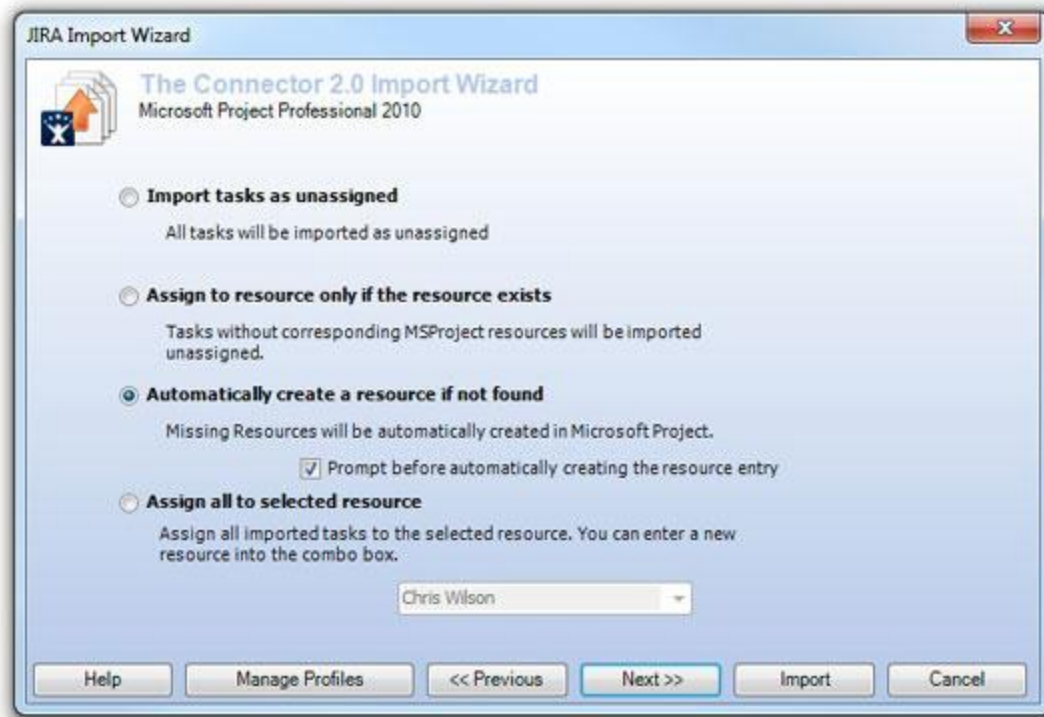 JIRA Import Wizard
The Connector 2.0 Import Wizard
Microsoft Project Professional 2010
Import tasks as unassigned
All tasks will be imported as unassigned
Assign to resource only if the resource exists
Tasks without corresponding MSProject resources will be imported
unassigned.
Automatically create a resource if not found
Missing Resources will be automatically created in Microsoft Project.
Prompt before automatically creating the resource entry
Assign all to selected resource
Assign all imported tasks to the selected resource. You can enter a new
resource into the combo box.
Chris Wilson
Help Manage Profiles << Previous Next >> Import Cancel